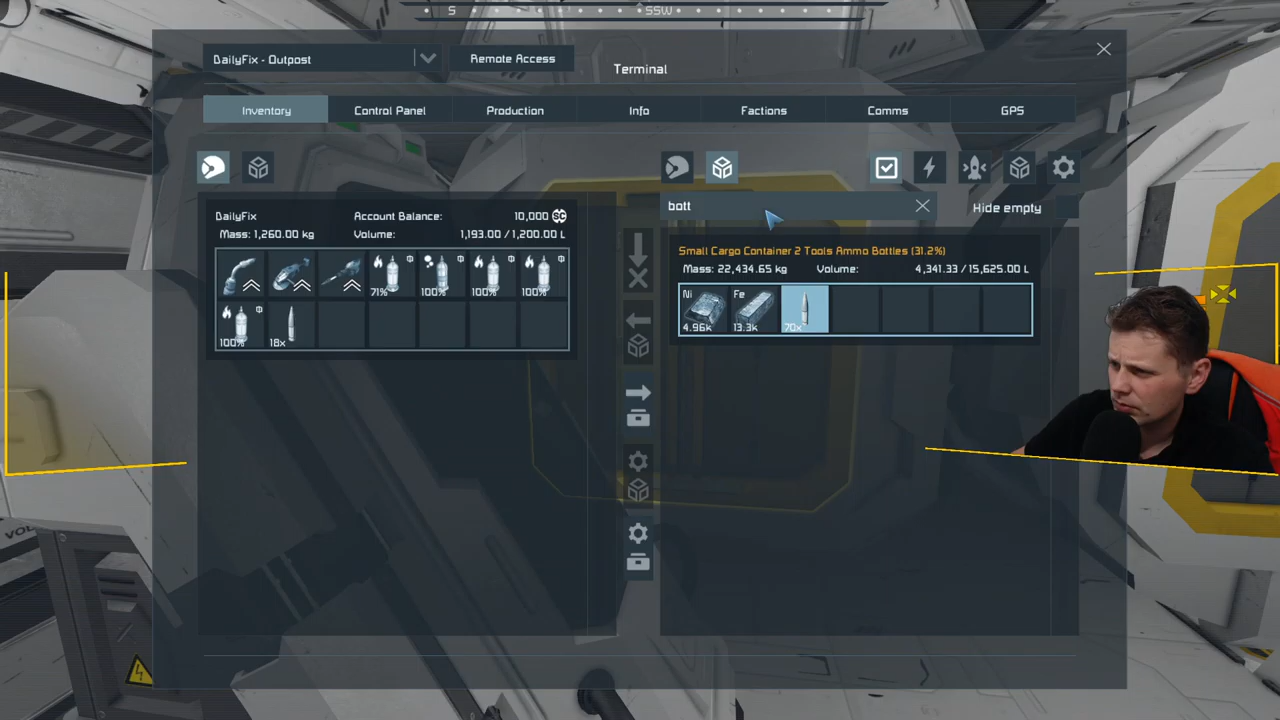 S SSW
DailyFix - Outpost
Remote Access
Terminal
Inventory Control Panel Production Info Factions Comms GPS
bott
Hide empty
DailyFix Account Balance: 10,000 SC
Mass: 1,260.00 kg Volume: 1,193.00 / 1,200.00 L
71% 100% 100% 100%
100% 18x
Small Cargo Container 2 Tools Ammo Bottles (31.2%)
Mass: 22,434.65 kg Volume: 4,341.33 / 15,625.00 L
Ni Fe
4.96k 13.3k 70x
VOL